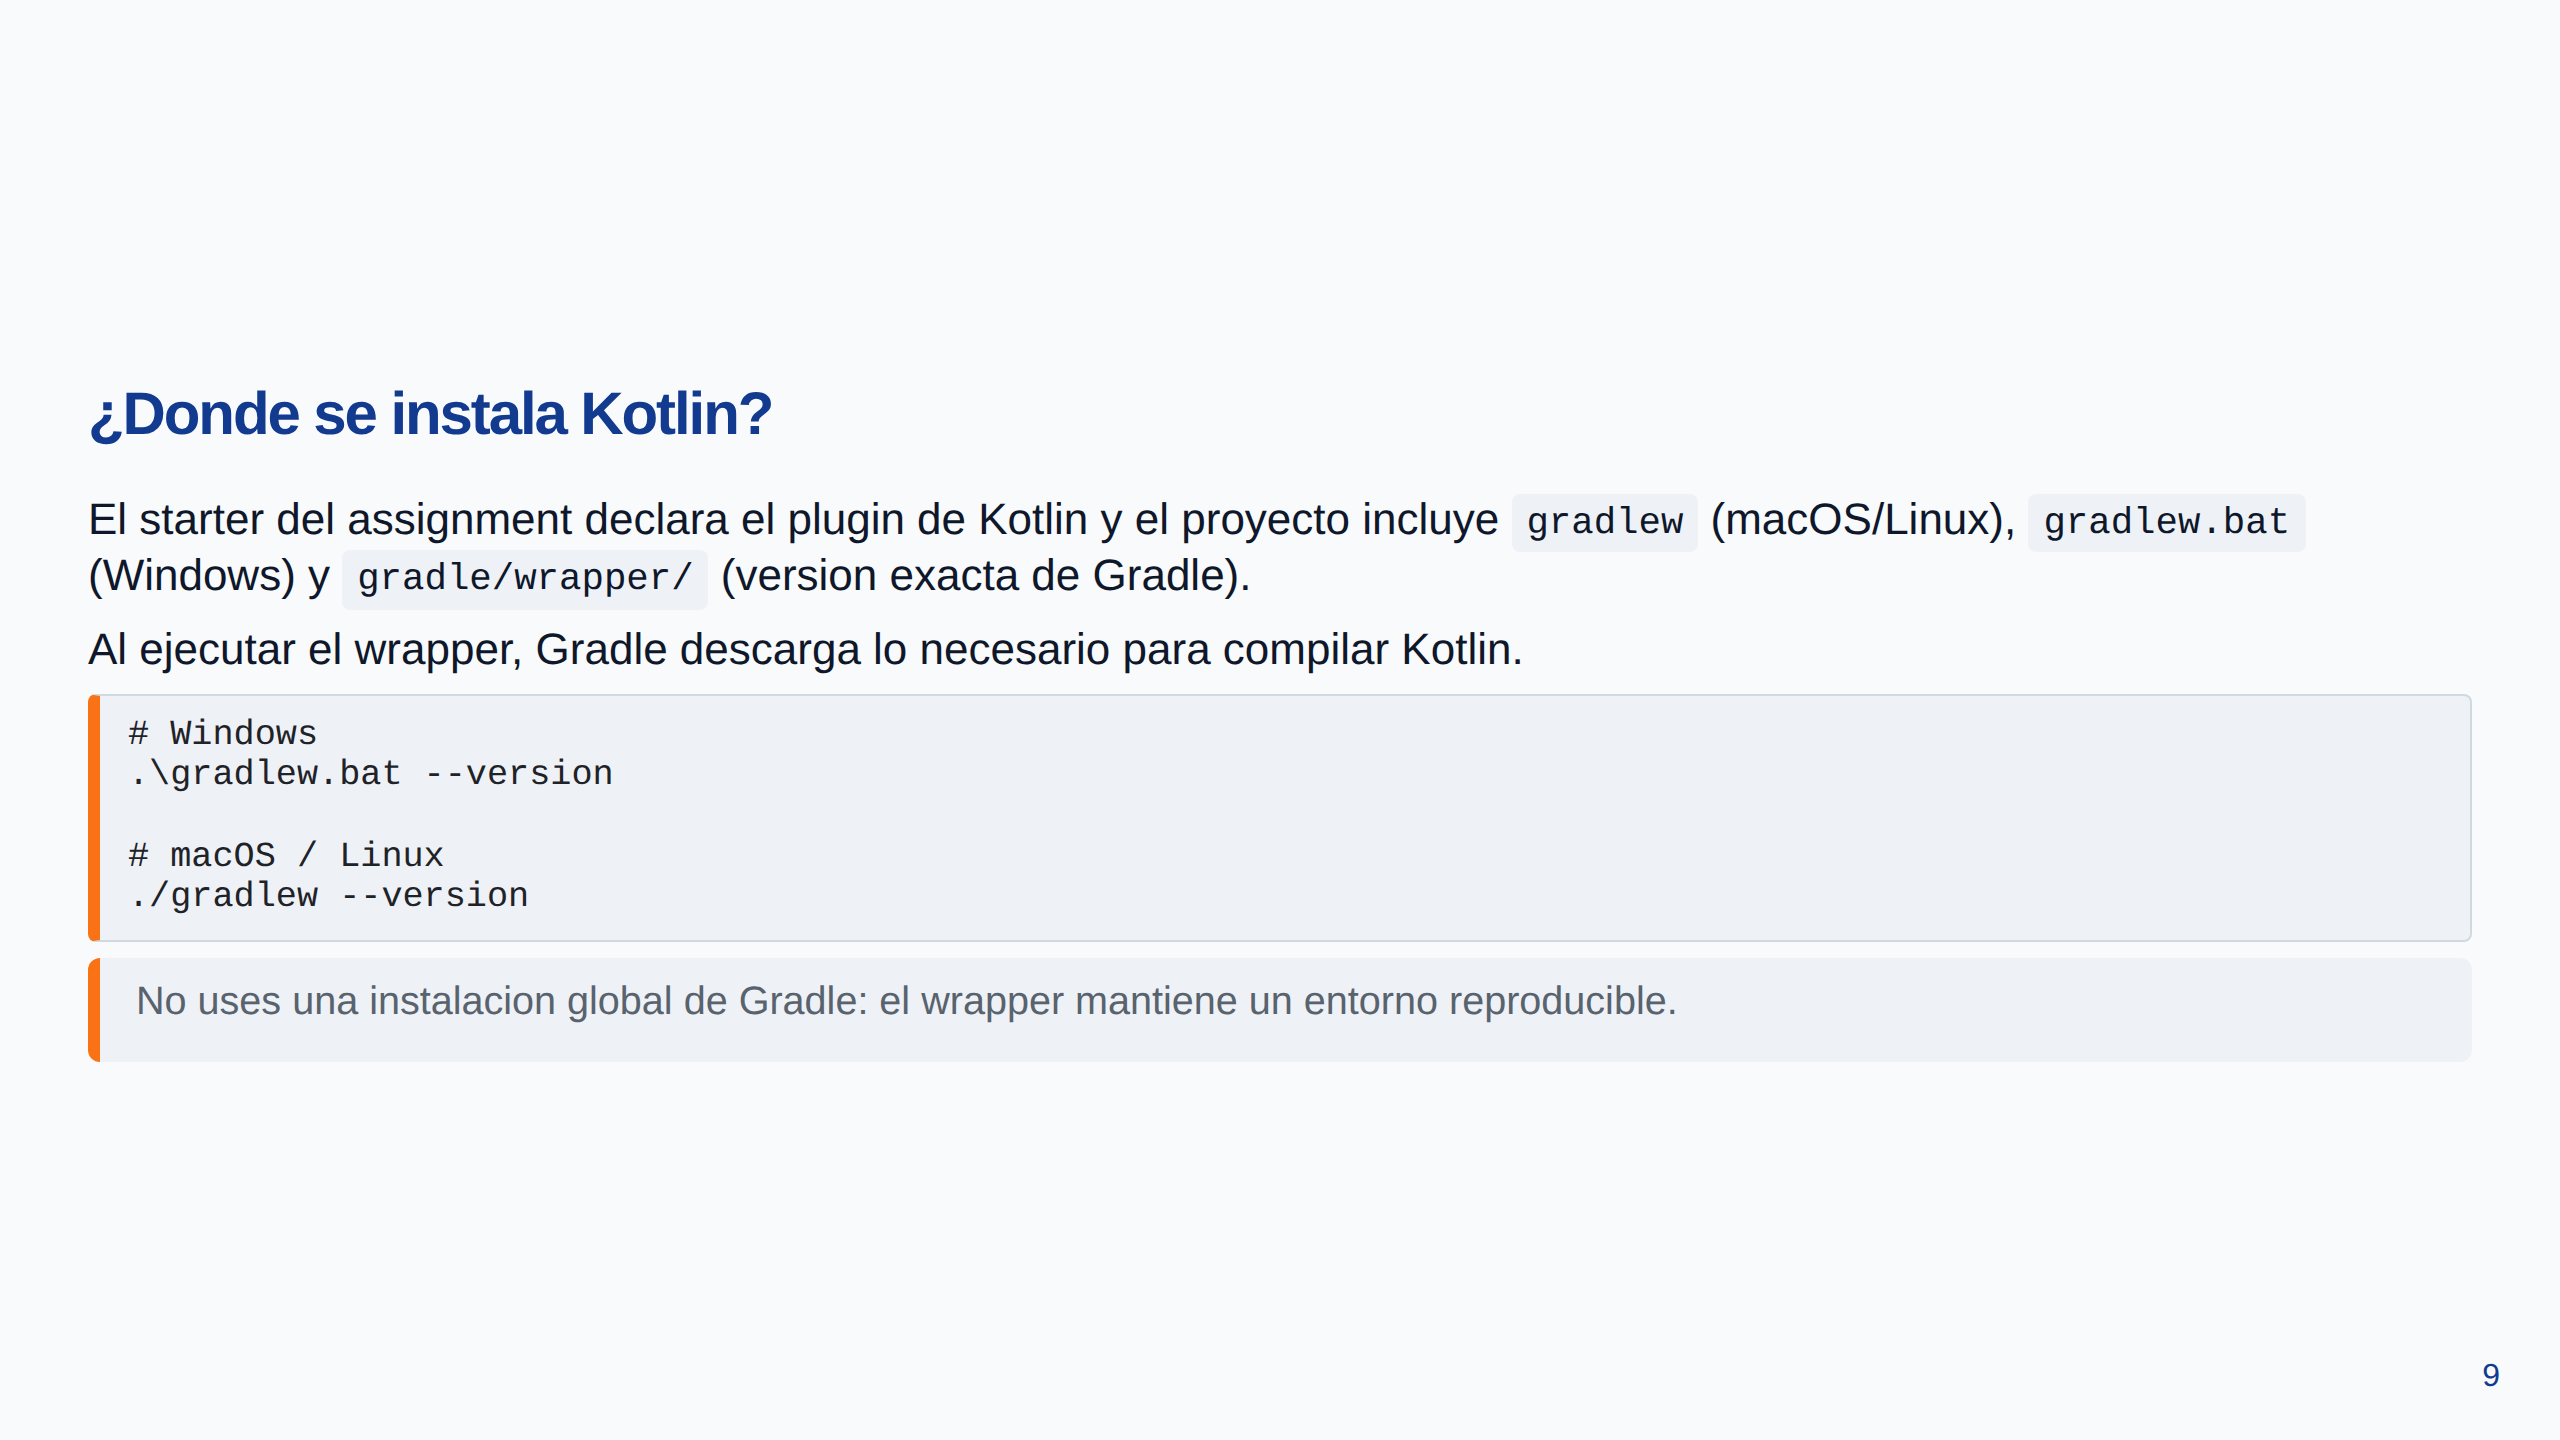 ¿Donde se instala Kotlin?
El starter del assignment declara el plugin de Kotlin y el proyecto incluye gradlew (macOS/Linux), gradlew.bat
(Windows) y gradle/wrapper/ (version exacta de Gradle).
Al ejecutar el wrapper, Gradle descarga lo necesario para compilar Kotlin.
# Windows
.\gradlew.bat --version
# macOS / Linux
./gradlew --version
No uses una instalacion global de Gradle: el wrapper mantiene un entorno reproducible.
9